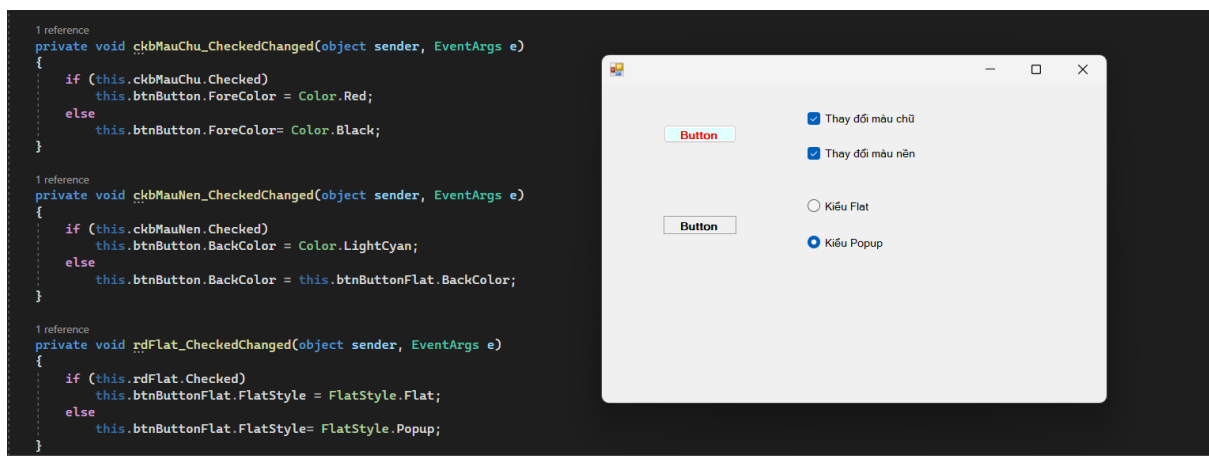 1 reference
private void ckbMauChu_CheckedChanged(object sender, EventArgs e)
{
if (this.ckbMauChu.Checked)
this.btnButton.ForeColor = Color.Red;
else
this.btnButton.ForeColor= Color.Black;
}
1 reference
private void ckbMauNen_CheckedChanged(object sender, EventArgs e)
{
if (this.ckbMauNen.Checked)
this.btnButton.BackColor = Color.LightCyan;
else
this.btnButton.BackColor = this.btnButtonFlat.BackColor;
}
1 reference
private void rdFlat_CheckedChanged(object sender, EventArgs e)
{
if (this.rdFlat.Checked)
this.btnButtonFlat.FlatStyle = FlatStyle.Flat;
else
this.btnButtonFlat.FlatStyle= FlatStyle.Popup;
}
Button
Thay đổi màu chữ
Thay đổi màu nền
Button
Kiểu Flat
Kiểu Popup